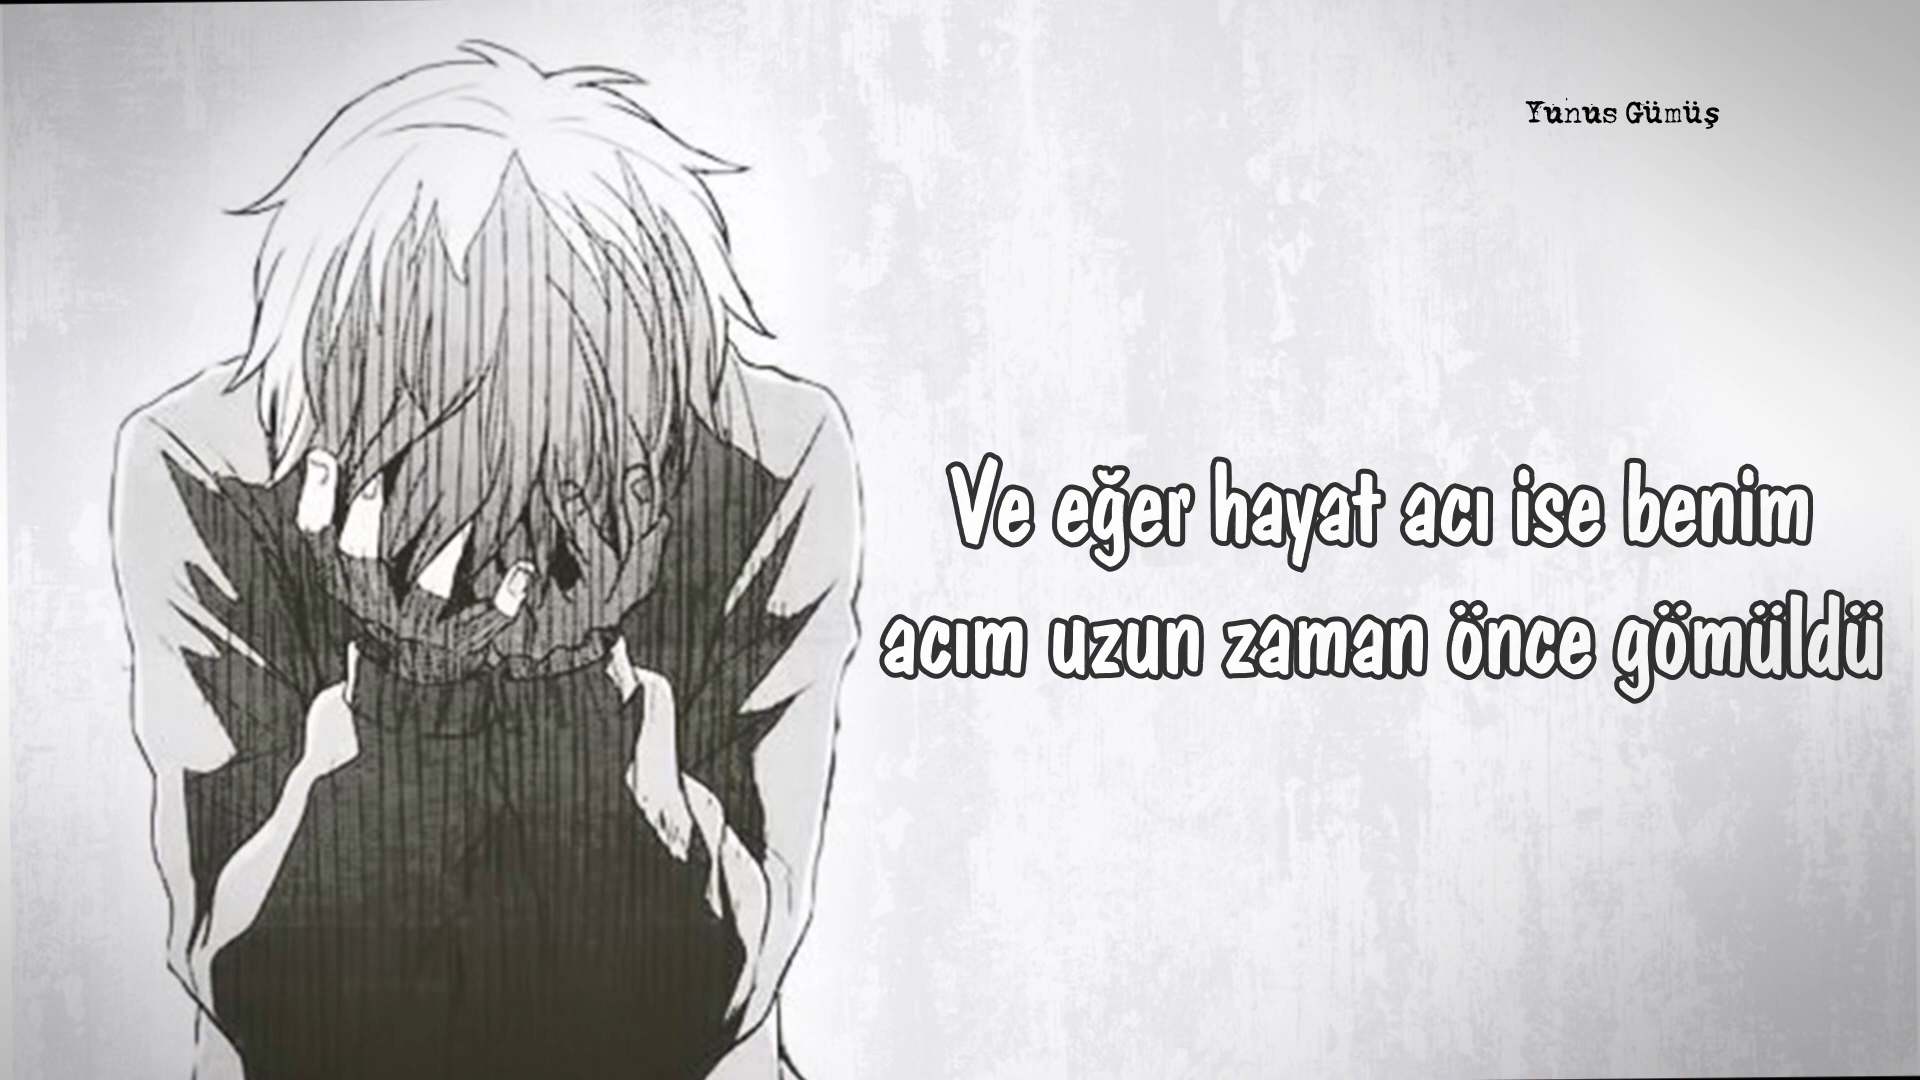 Yunus Gümüş
Ve eğer hayat acı ise benim
acım uzun zaman önce gömüldü